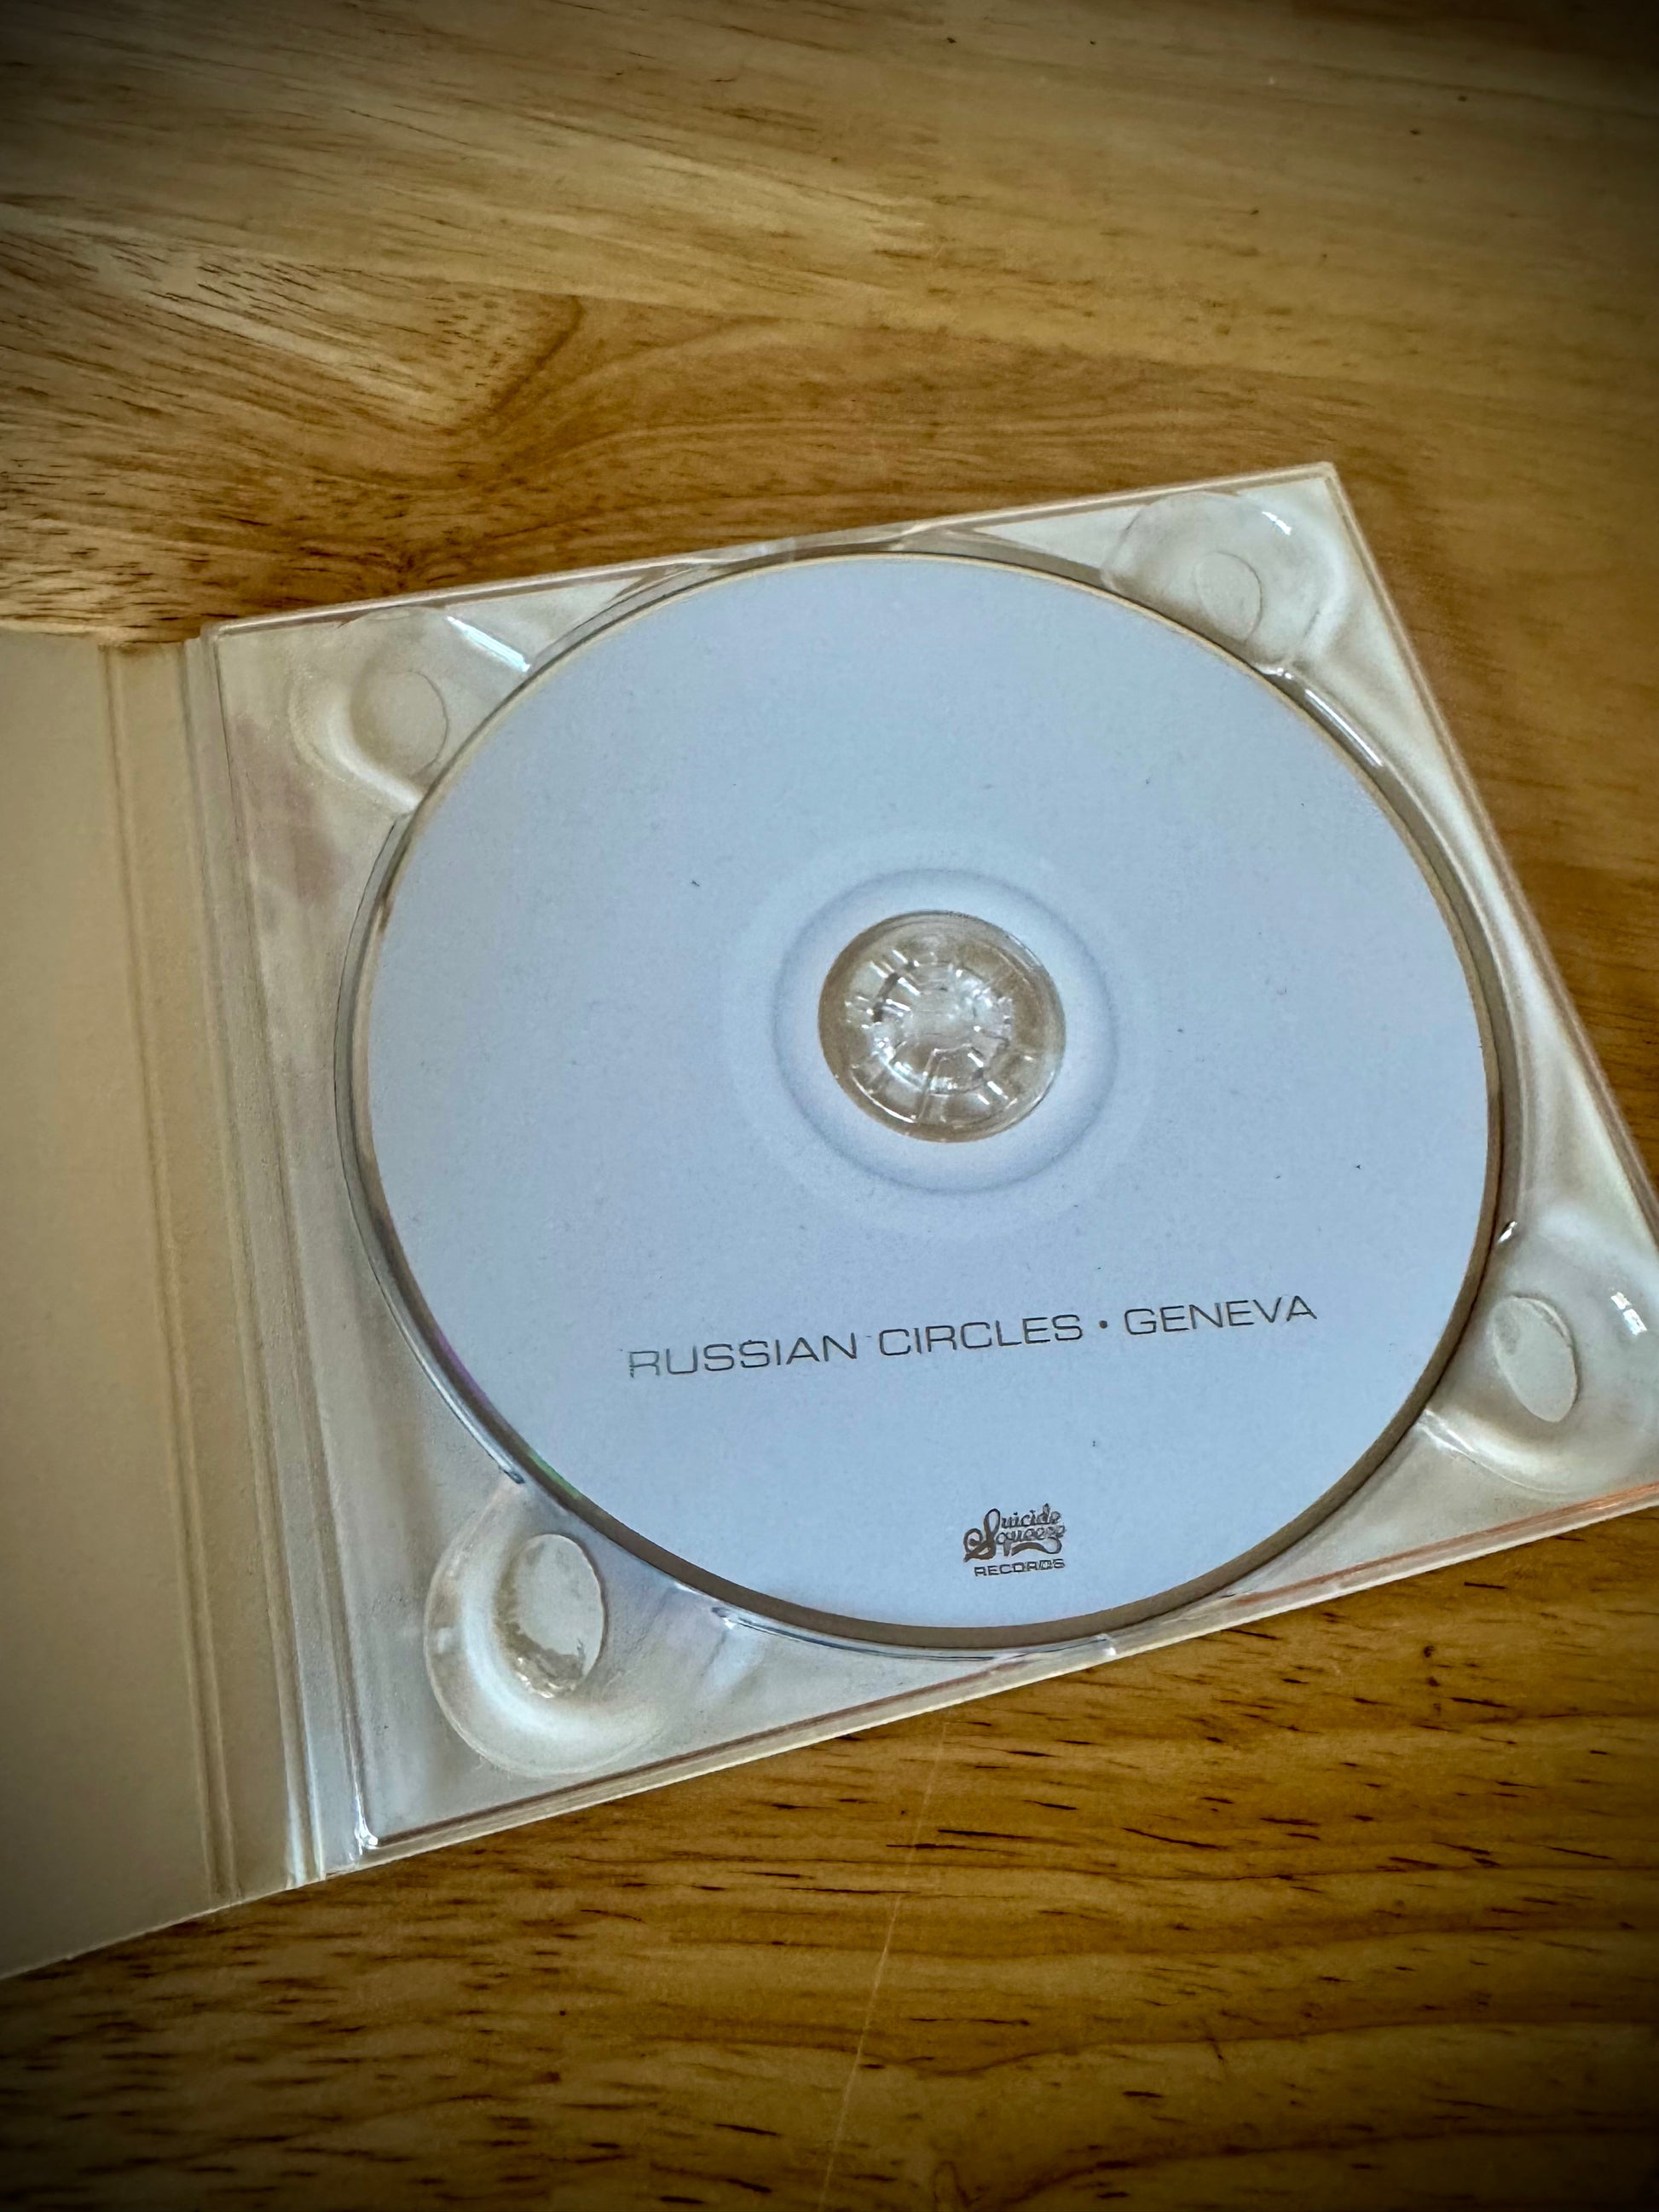 RUSSIAN CIRCLES • GENEVA
Suicide
Squeeze
RECORDS